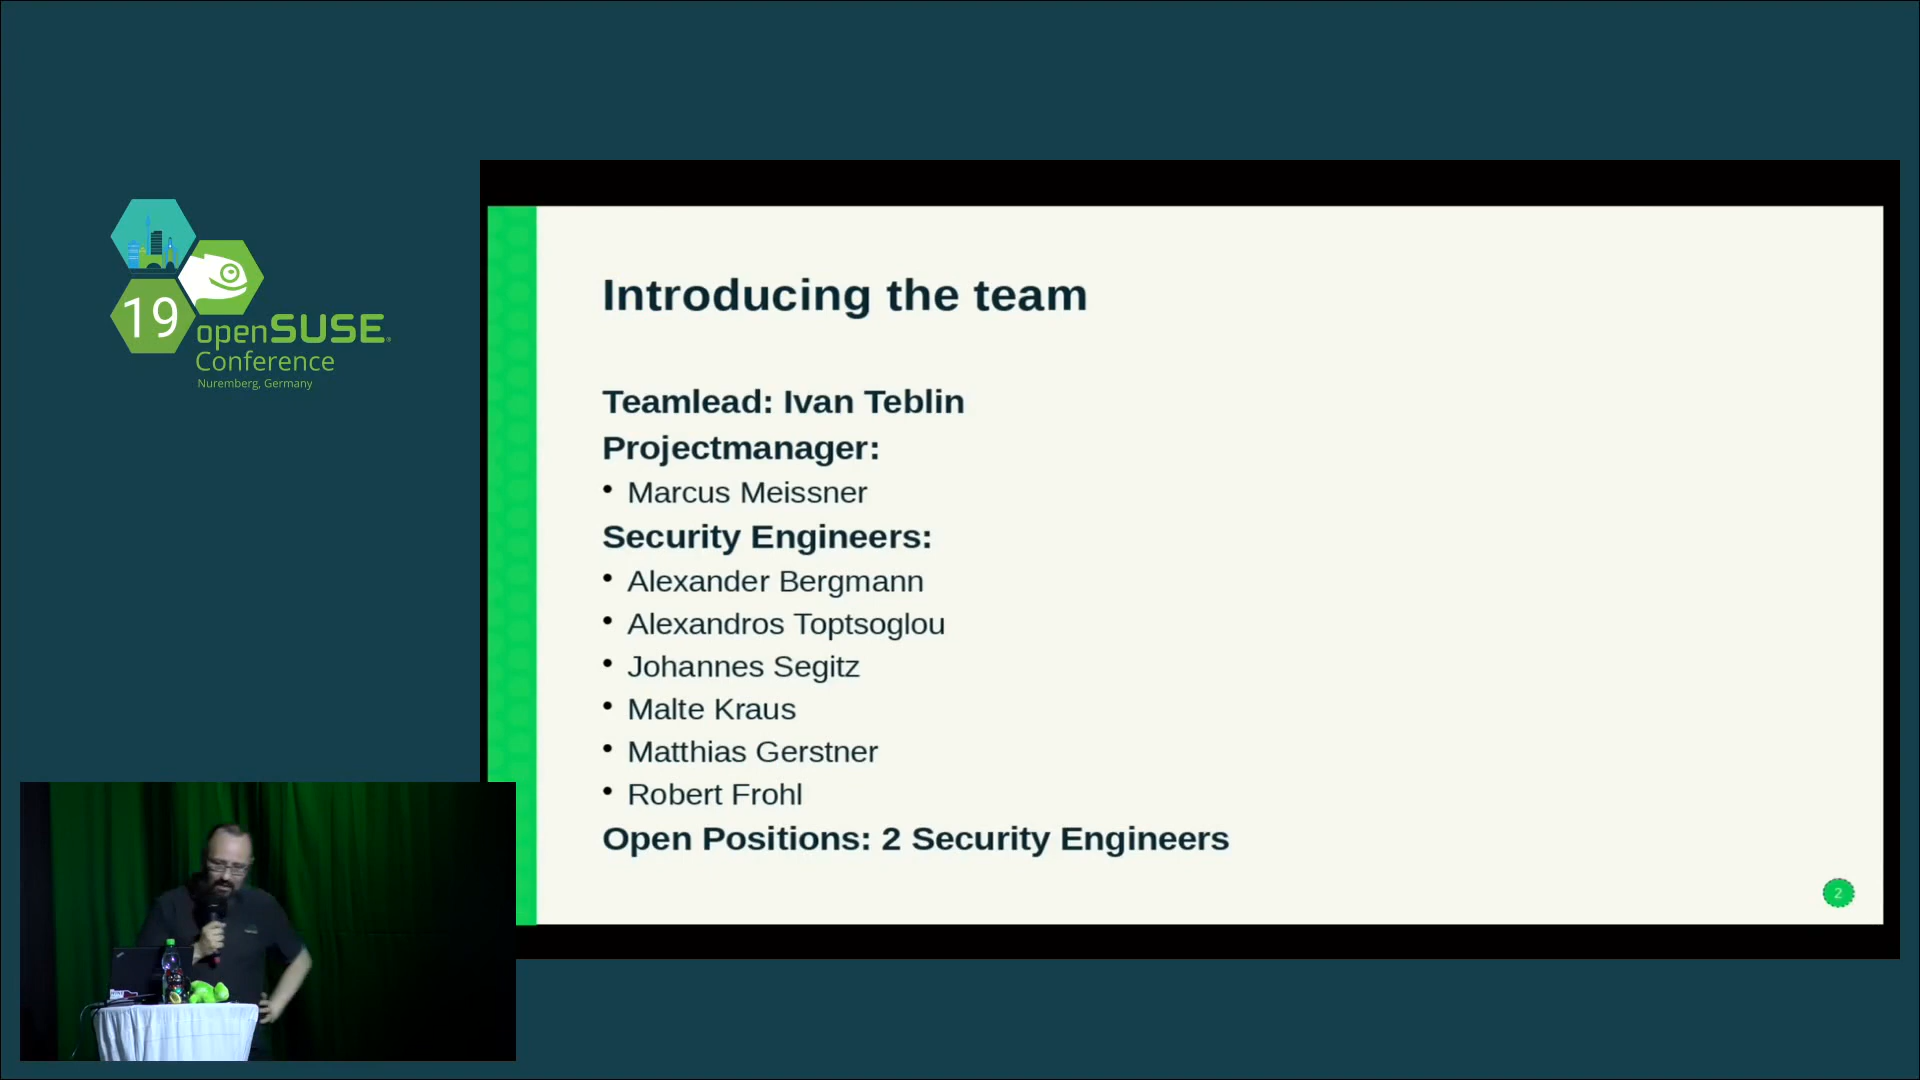 19
openSUSE
Conference
Nuremberg, Germany
Introducing the team
Teamlead: Ivan Teblin
Projectmanager:
• Marcus Meissner
Security Engineers:
• Alexander Bergmann
• Alexandros Toptsoglou
• Johannes Segitz
• Malte Kraus
• Matthias Gerstner
• Robert Frohl
Open Positions: 2 Security Engineers
2